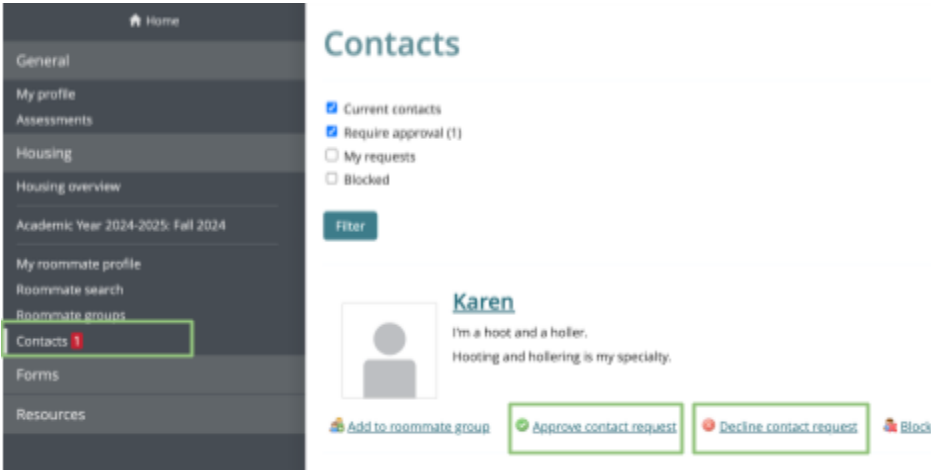 Home
General
My profile
Assessments
Housing
Housing overview
Academic Year 2024-2025: Fall 2024
My roommate profile
Roommate search
Roommate groups
Contacts 1
Forms
Resources
Contacts
Current contacts
Require approval (1)
My requests
Blocked
Filter
Karen
I'm a hoot and a holler.
Hooting and hollering is my specialty.
Add to roommate group Approve contact request Decline contact request Block